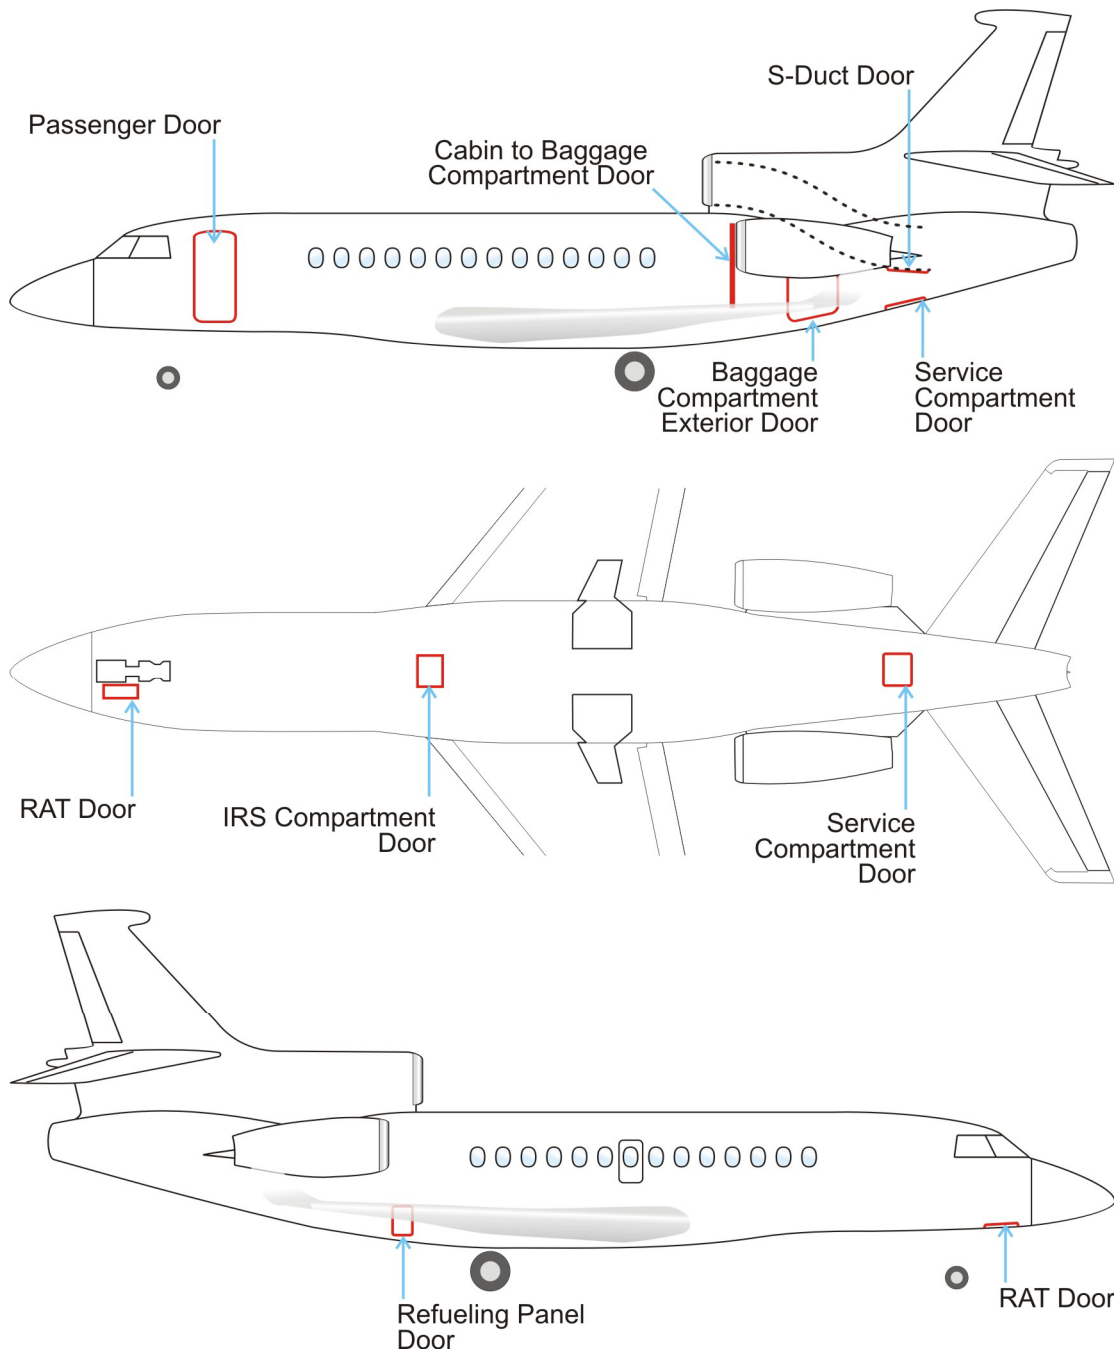 S-Duct Door
Passenger Door
Cabin to Baggage
Compartment Door
Baggage
Compartment
Exterior Door
Service
Compartment
Door
RAT Door
IRS Compartment
Door
Service
Compartment
Door
Refueling Panel
Door
RAT Door